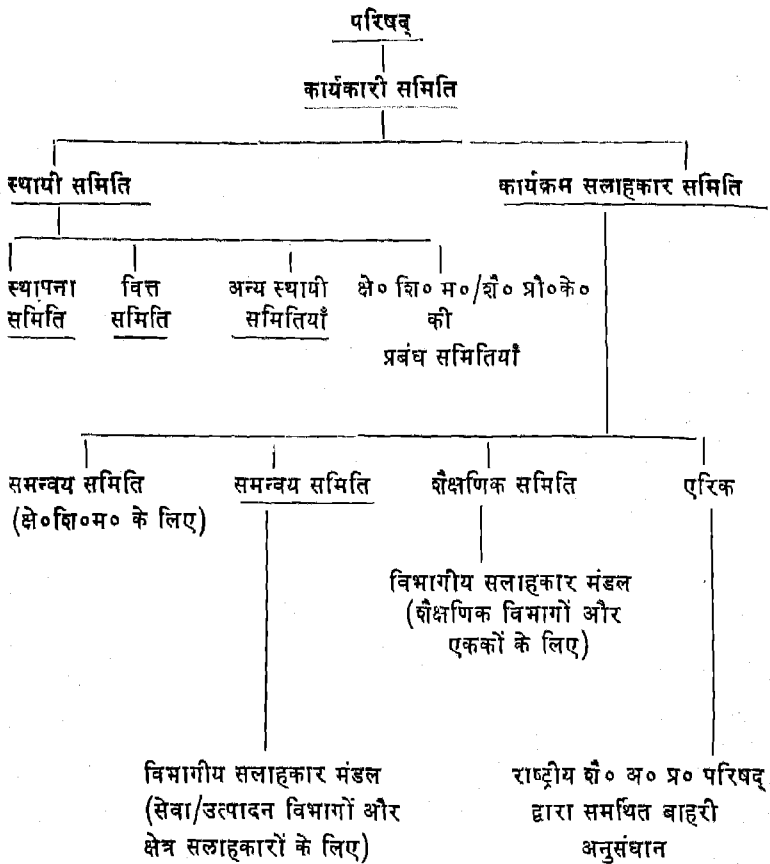 परिषद्
कार्यकारी समिति
स्थायी समिति
कार्यक्रम सलाहकार समिति
स्थापना
समिति
वित्त
समिति
अन्य स्थायी
समितियाँ
क्षे० शि० म०/शै० प्रौ०के०
की
प्रबंध समितियाँ
समन्वय समिति
(क्षे०शि०म० के लिए)
समन्वय समिति
शैक्षणिक समिति
एरिक
विभागीय सलाहकार मंडल
(शैक्षणिक विभागों और
एककों के लिए)
विभागीय सलाहकार मंडल
(सेवा/उत्पादन विभागों और
क्षेत्र सलाहकारों के लिए)
राष्ट्रीय शै० अ० प्र० परिषद्
द्वारा समर्थित बाहरी
अनुसंधान